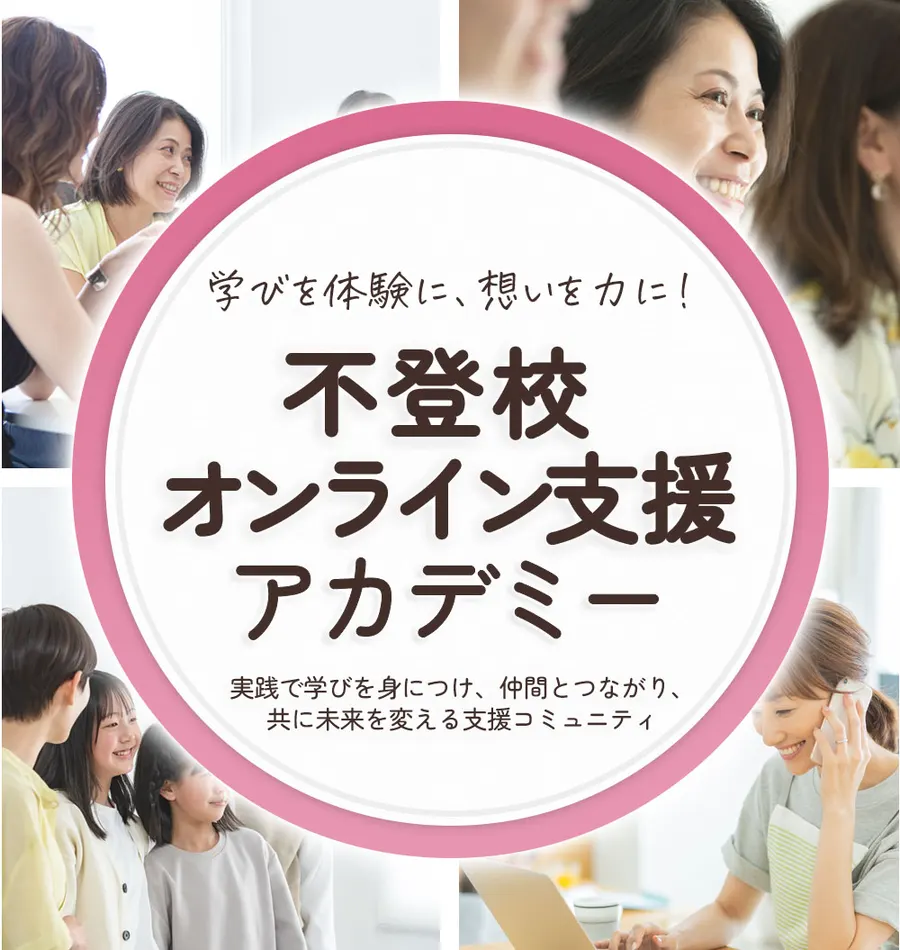 学びを体験に、想いを力に！
不登校
オンライン支援
アカデミー
実践で学びを身につけ、仲間とつながり、
共に未来を変える支援コミュニティ